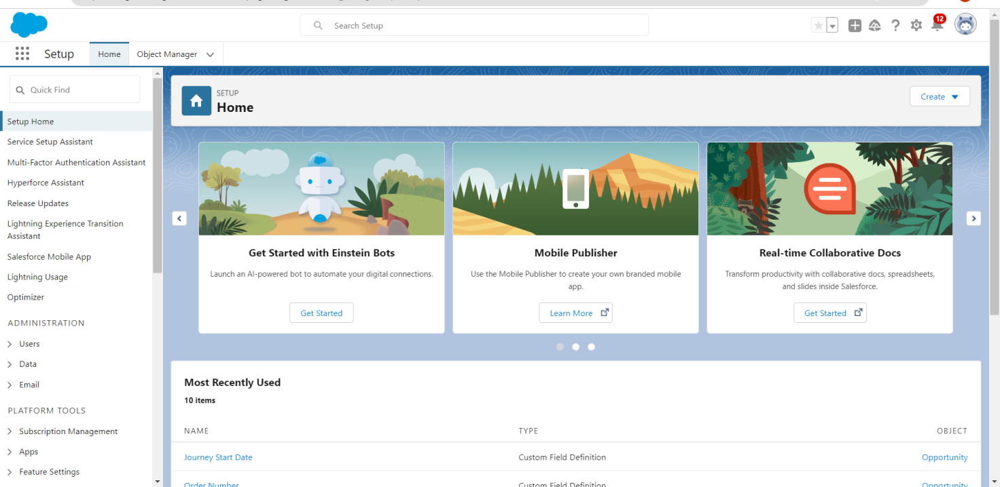 12
Search Setup
Setup
Home
Object Manager
Quick Find
Setup Home
Service Setup Assistant
Multi-Factor Authentication Assistant
Hyperforce Assistant
Release Updates
Lightning Experience Transition
Assistant
Salesforce Mobile App
Lightning Usage
Optimizer
ADMINISTRATION
Users
Data
Email
PLATFORM TOOLS
Subscription Management
Apps
Feature Settings
SETUP
Home
Create
Get Started with Einstein Bots
Launch an AI-powered bot to automate your digital connections.
Get Started
Mobile Publisher
Use the Mobile Publisher to create your own branded mobile
app.
Learn More
Real-time Collaborative Docs
Transform productivity with collaborative docs, spreadsheets,
and slides inside Salesforce.
Get Started
Most Recently Used
10 items
NAME TYPE OBJECT
Journey Start Date Custom Field Definition Opportunity
Order Number Custom Field Definition Opportunity